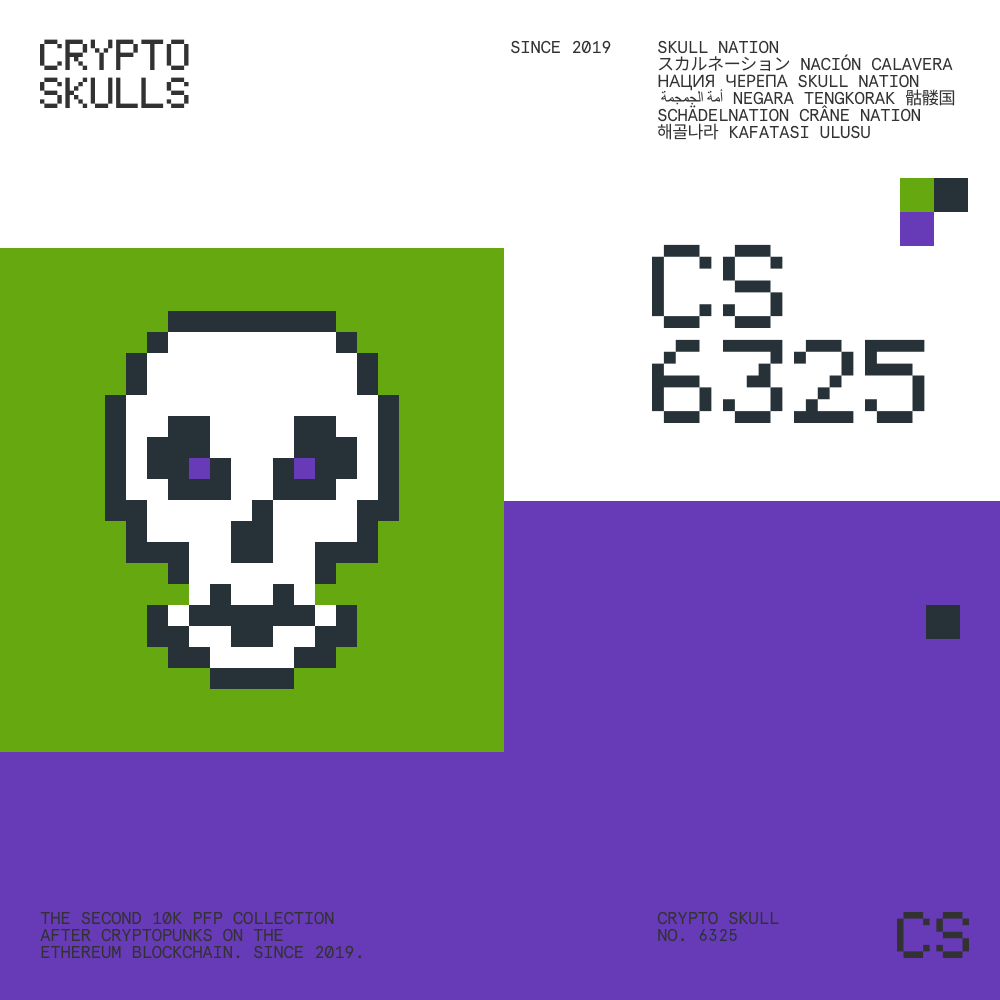 CRYPTO
SKULLS
SINCE 2019
SKULL NATION
スカルネーション NACIÓN CALAVERA
НАЦИЯ ЧЕРЕПА SKULL NATION
أمة الجمجمة NEGARA TENGKORAK 骷髅国
SCHÄDELNATION CRÂNE NATION
해골나라 KAFATASI ULUSU
CS
6325
THE SECOND 10K PFP COLLECTION
AFTER CRYPTOPUNKS ON THE
ETHEREUM BLOCKCHAIN. SINCE 2019.
CRYPTO SKULL
NO. 6325
CS